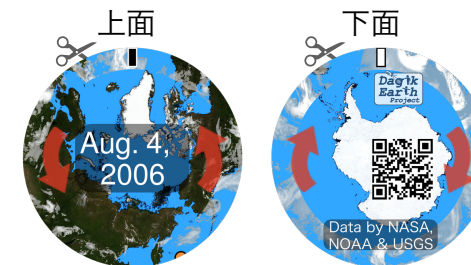 上面
下面
Aug. 4,
2006
Dagik
Earth
Project
Data by NASA,
NOAA & USGS